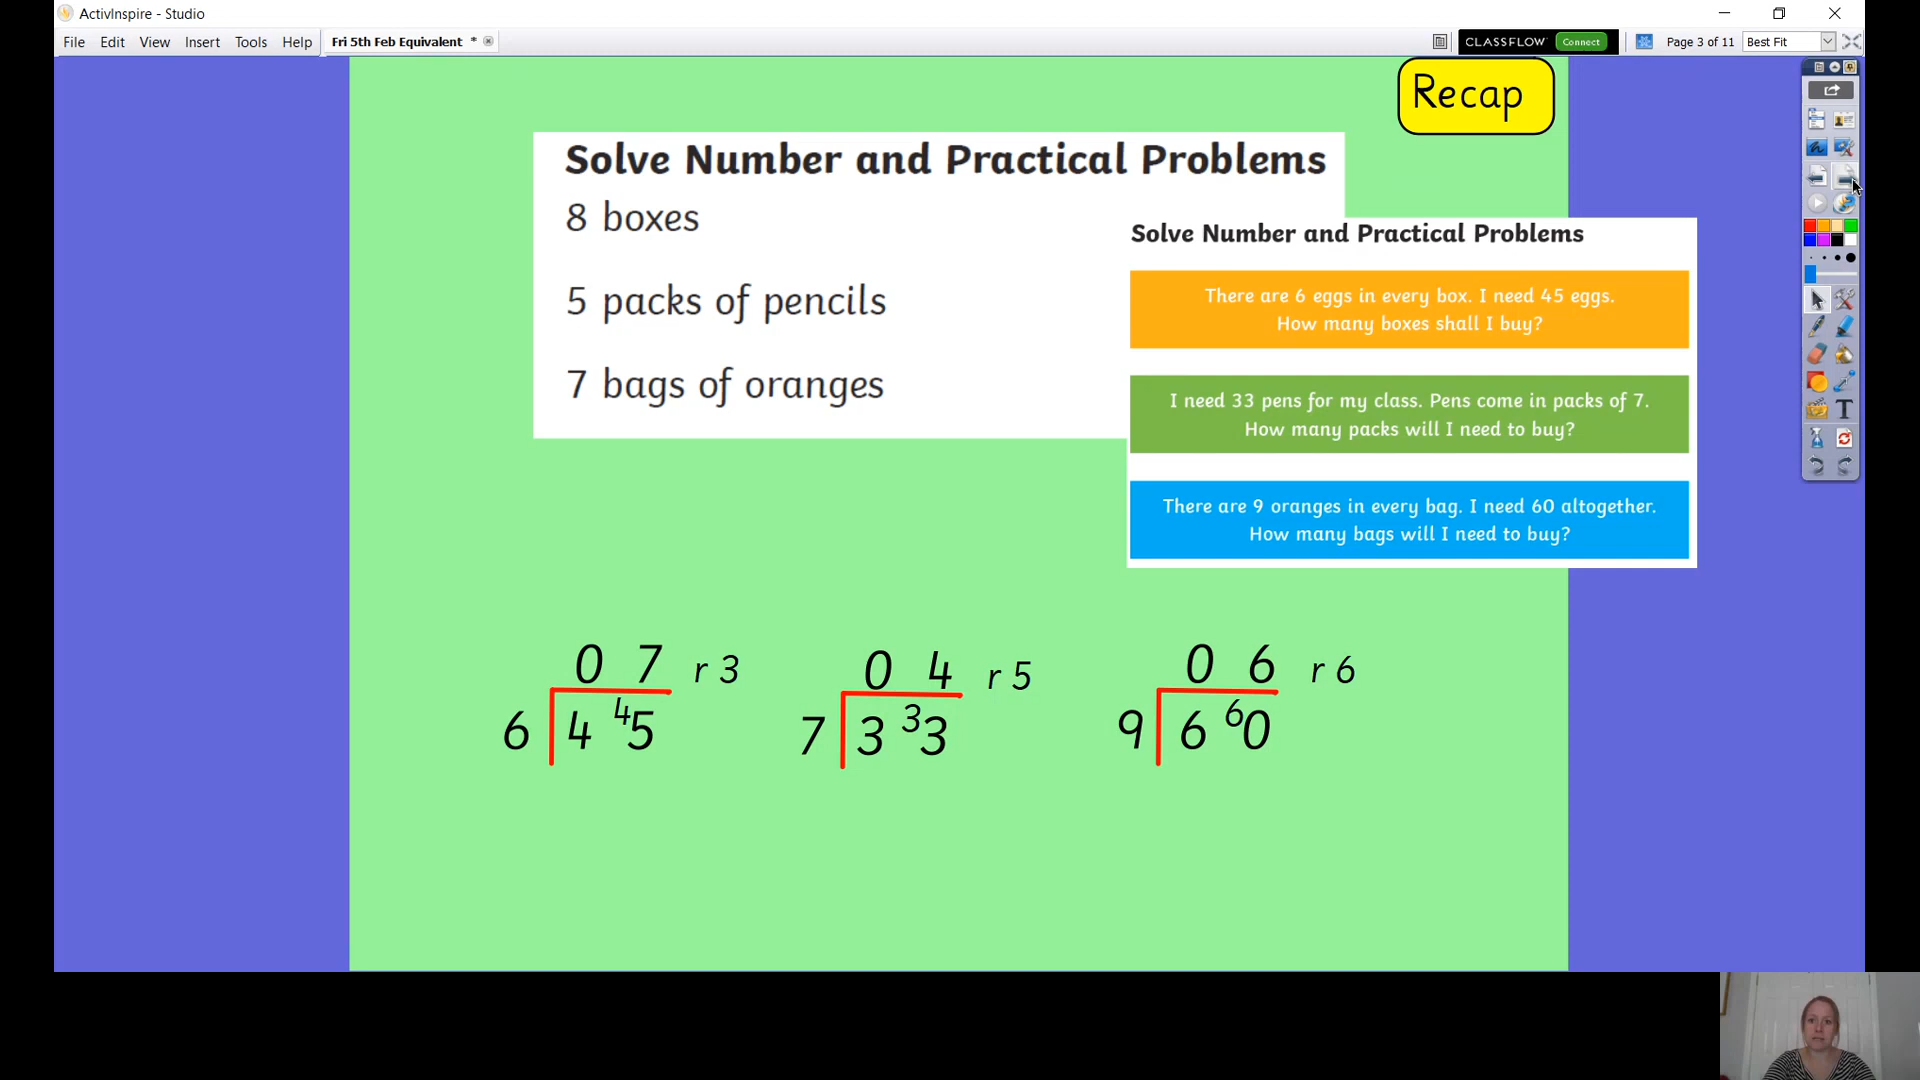 ActivInspire - Studio
File Edit View Insert Tools Help
Fri 5th Feb Equivalent *
CLASSFLOW Connect
Page 3 of 11
Best Fit
Recap
Solve Number and Practical Problems
8 boxes
5 packs of pencils
7 bags of oranges
Solve Number and Practical Problems
There are 6 eggs in every box. I need 45 eggs.
How many boxes shall I buy?
I need 33 pens for my class. Pens come in packs of 7.
How many packs will I need to buy?
There are 9 oranges in every bag. I need 60 altogether.
How many bags will I need to buy?
0 7 r 3
6 4 45
0 4 r 5
7 3 33
0 6 r 6
9 6 60